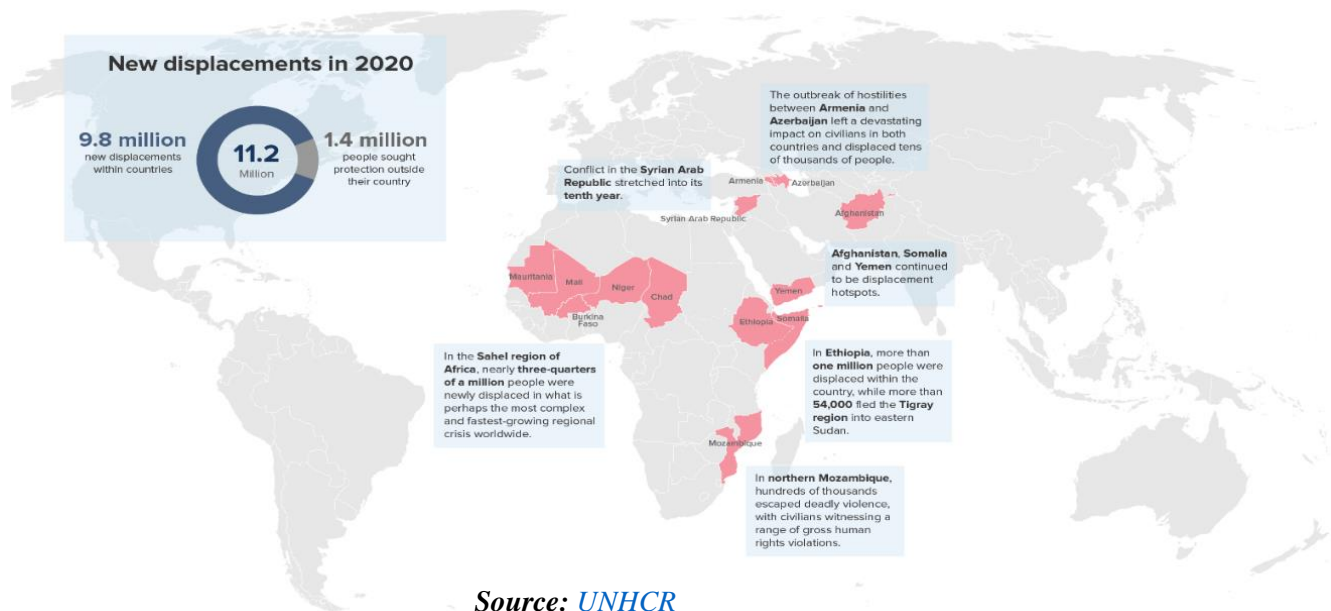 New displacements in 2020
9.8 million
new displacements
within countries
11.2
Million
1.4 million
people sought
protection outside
their country
The outbreak of hostilities
between Armenia and
Azerbaijan left a devastating
impact on civilians in both
countries and displaced tens
of thousands of people.
Conflict in the Syrian Arab
Republic stretched into its
tenth year.
Armenia
Azerbaijan
Syrian Arab Republic
Afghanistan
Afghanistan, Somalia
and Yemen continued
to be displacement
hotspots.
Mauritania
Mali
Niger
Chad
Burkina
Faso
Yemen
Ethiopia
Somalia
In the Sahel region of
Africa, nearly three-quarters
of a million people were
newly displaced in what is
perhaps the most complex
and fastest-growing regional
crisis worldwide.
In Ethiopia, more than
one million people were
displaced within the
country, while more than
54,000 fled the Tigray
region into eastern
Sudan.
Mozambique
In northern Mozambique,
hundreds of thousands
escaped deadly violence,
with civilians witnessing a
range of gross human
rights violations.
Source: UNHCR